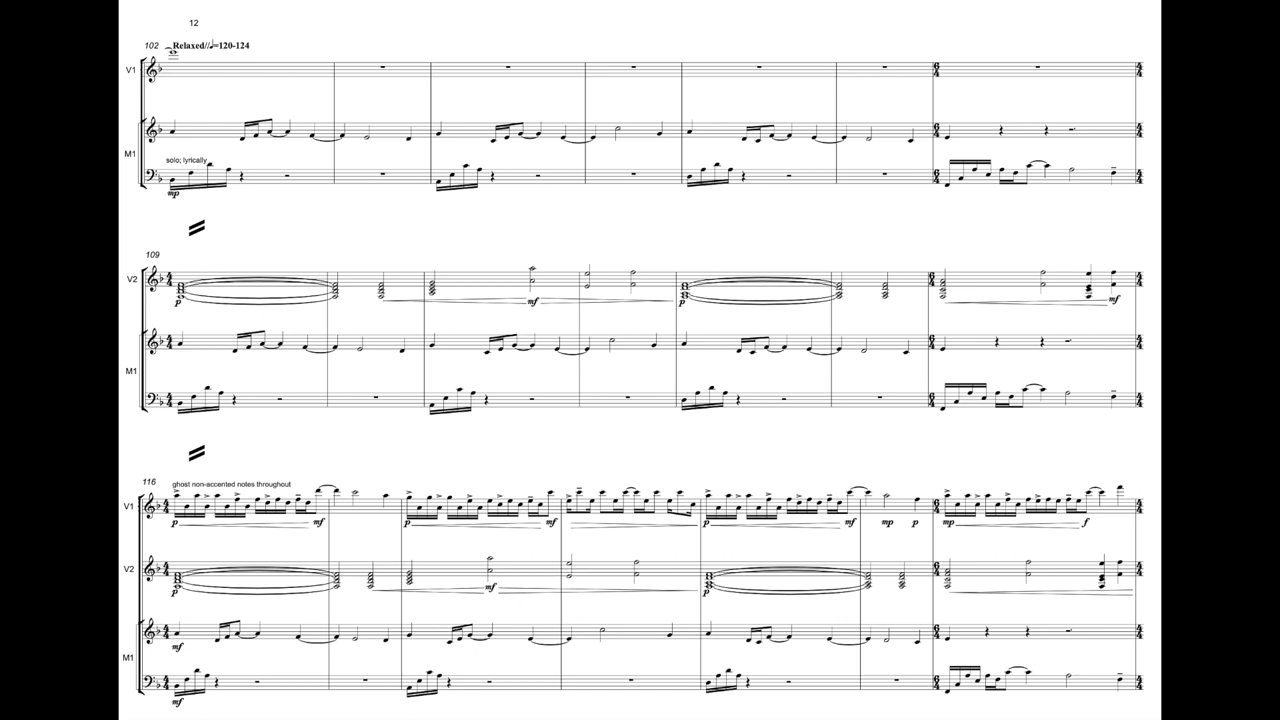 12
102 Relaxed//♩=120-124
V1
M1
solo; lyrically
mp
109
V2
p mf p mf
M1
116 ghost non-accented notes throughout
V1
p mf p mf p mf mp p mp f
V2
p mf p
mf
M1
mf